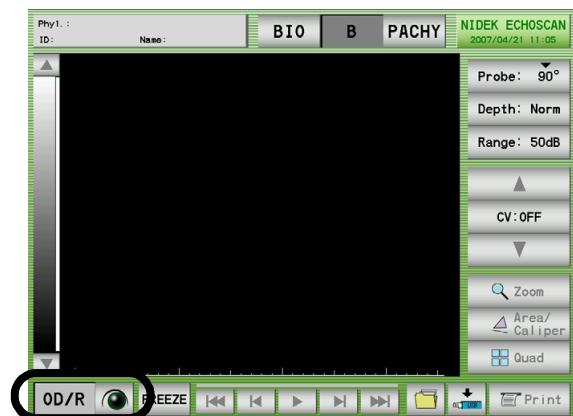 Phy1.:
ID: Name:
BIO B PACHY
NIDEK ECHOSCAN
2007/04/21 11:05
Probe: 90°
Depth: Norm
Range: 50dB
CV:OFF
Zoom
Area/
Caliper
Quad
OD/R FREEZE USB Print